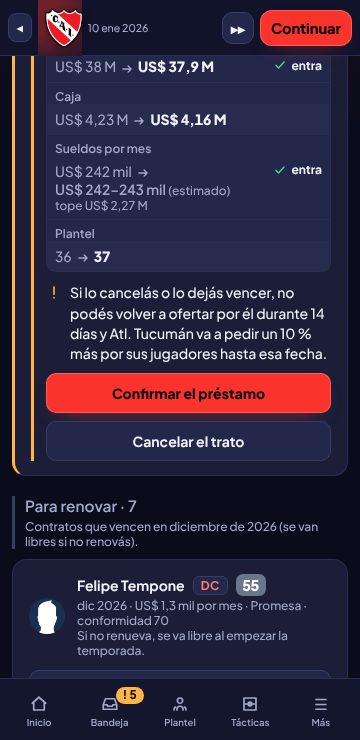 10 ene 2026
Continuar
US$ 38 M → US$ 37,9 M
entra
Caja
US$ 4,23 M → US$ 4,16 M
Sueldos por mes
US$ 242 mil →
entra
US$ 242–243 mil (estimado)
tope US$ 2,27 M
Plantel
36 → 37
! Si lo cancelás o lo dejás vencer, no
podés volver a ofertar por él durante 14
días y Atl. Tucumán va a pedir un 10 %
más por sus jugadores hasta esa fecha.
Confirmar el préstamo
Cancelar el trato
Para renovar · 7
Contratos que vencen en diciembre de 2026 (se van
libres si no renovás).
Felipe Tempone DC 55
dic 2026 · US$ 1,3 mil por mes · Promesa ·
conformidad 70
Si no renueva, se va libre al empezar la
temporada.
! 5
Inicio
Bandeja
Plantel
Tácticas
Más